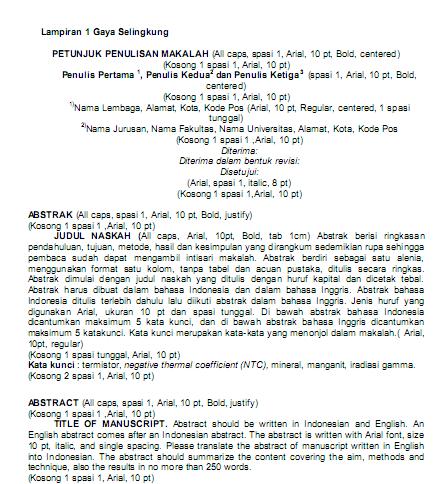 Lampiran 1 Gaya Selingkung
PETUNJUK PENULISAN MAKALAH (All caps, spasi 1, Arial, 10 pt, Bold, centered)
(Kosong 1 spasi 1, Arial, 10 pt)
Penulis Pertama ¹, Penulis Kedua² dan Penulis Ketiga³ (spasi 1, Arial, 10 pt, Bold,
centered)
(Kosong 1 spasi 1, Arial, 10 pt)
¹⁾Nama Lembaga, Alamat, Kota, Kode Pos (Arial, 10 pt, Regular, centered, 1 spasi
tunggal)
²⁾Nama Jurusan, Nama Fakultas, Nama Universitas, Alamat, Kota, Kode Pos
(Kosong 1 spasi 1 ,Arial, 10 pt)
Diterima:
Diterima dalam bentuk revisi:
Disetujui:
(Arial, spasi 1, italic, 8 pt)
(Kosong 1 spasi 1,Arial, 10 pt)
ABSTRAK (All caps, spasi 1, Arial, 10 pt, Bold, justify)
(Kosong 1 spasi 1 ,Arial, 10 pt)
JUDUL NASKAH (All caps, Arial, 10pt, Bold, tab 1cm) Abstrak berisi ringkasan
pendahuluan, tujuan, metode, hasil dan kesimpulan yang dirangkum sedemikian rupa sehingga
pembaca sudah dapat mengambil intisari makalah. Abstrak berdiri sebagai satu alenia,
menggunakan format satu kolom, tanpa tabel dan acuan pustaka, ditulis secara ringkas.
Abstrak dimulai dengan judul naskah yang ditulis dengan huruf kapital dan dicetak tebal.
Abstrak harus dibuat dalam bahasa Indonesia dan dalam bahasa Inggris. Abstrak bahasa
Indonesia ditulis terlebih dahulu lalu diikuti abstrak dalam bahasa Inggris. Jenis huruf yang
digunakan Arial, ukuran 10 pt dan spasi tunggal. Di bawah abstrak bahasa Indonesia
dicantumkan maksimum 5 kata kunci, dan di bawah abstrak bahasa Inggris dicantumkan
maksimum 5 katakunci. Kata kunci merupakan kata-kata yang menonjol dalam makalah.( Arial,
10pt, regular)
(Kosong 1 spasi tunggal, Arial, 10 pt)
Kata kunci : termistor, negative thermal coefficient (NTC), mineral, manganit, iradiasi gamma.
(Kosong 2 spasi 1, Arial, 10 pt)
ABSTRACT (All caps, spasi 1, Arial, 10 pt, Bold, justify)
(Kosong 1 spasi 1 ,Arial, 10 pt)
TITLE OF MANUSCRIPT. Abstract should be written in Indonesian and English. An
English abstract comes after an Indonesian abstract. The abstract is written with Arial font, size
10 pt, italic, and single spacing. Please translate the abstract of manuscript written in English
into Indonesian. The abstract should summarize the content covering the aim, methods and
technique, also the results in no more than 250 words.
(Kosong 1 spasi 1, Arial, 10 pt)